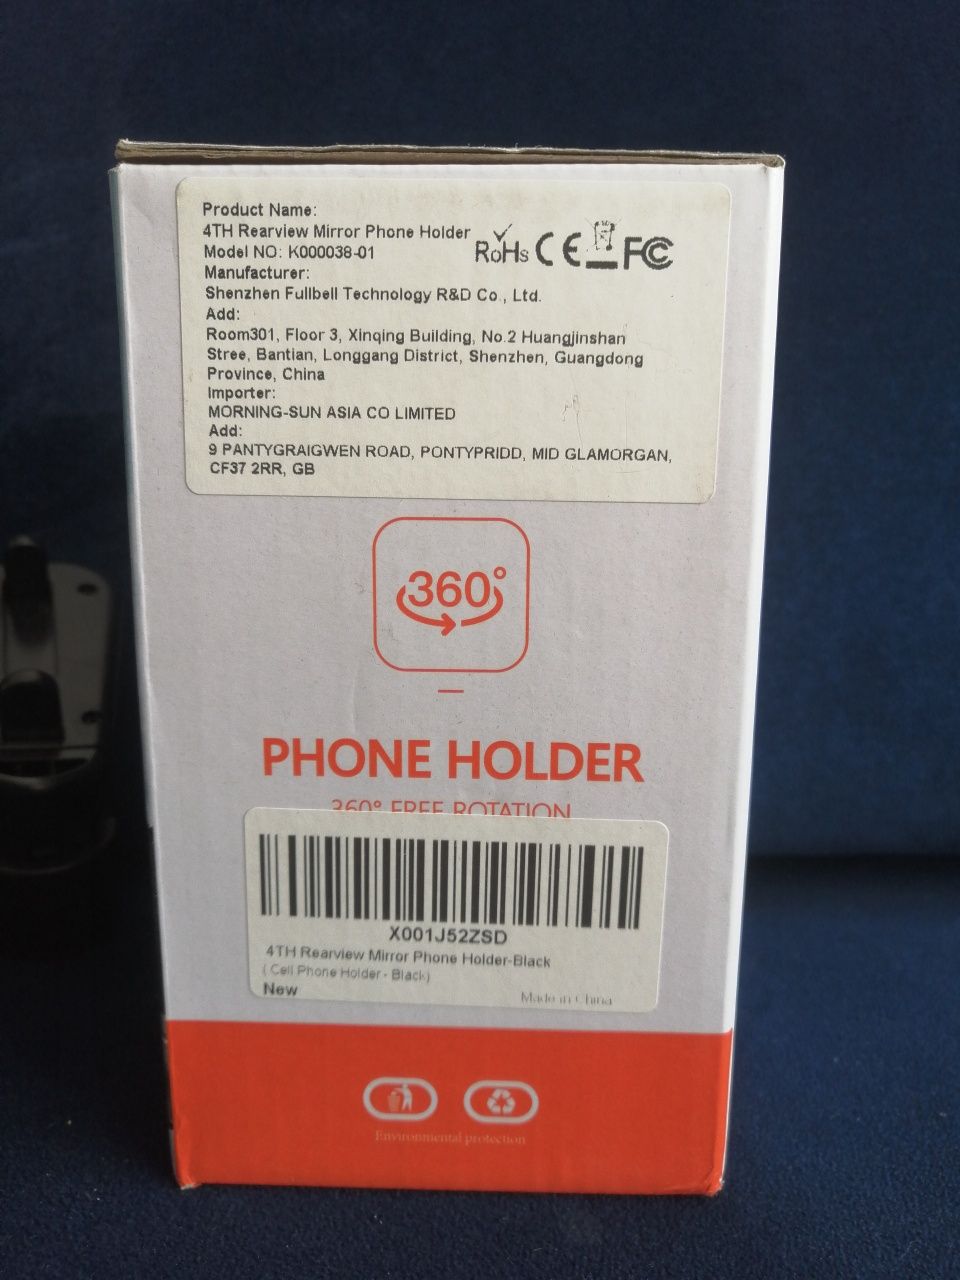 Product Name:
4TH Rearview Mirror Phone Holder
Model NO: K000038-01
RoHS CE FC
Manufacturer:
Shenzhen Fullbell Technology R&D Co., Ltd.
Add:
Room301, Floor 3, Xinqing Building, No.2 Huangjinshan
Stree, Bantian, Longgang District, Shenzhen, Guangdong
Province, China
Importer:
MORNING-SUN ASIA CO LIMITED
Add:
9 PANTYGRAIGWEN ROAD, PONTYPRIDD, MID GLAMORGAN,
CF37 2RR, GB
360°
PHONE HOLDER
360° FREE ROTATION
X001J52ZSD
4TH Rearview Mirror Phone Holder-Black
( Cell Phone Holder - Black)
New
Made in China
Environmental protection